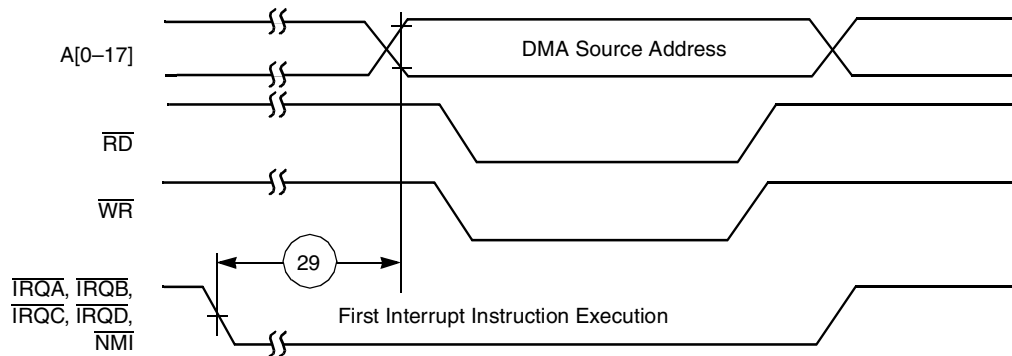 A[0–17]
DMA Source Address
RD
WR
29
IRQA, IRQB,
IRQC, IRQD,
NMI
First Interrupt Instruction Execution